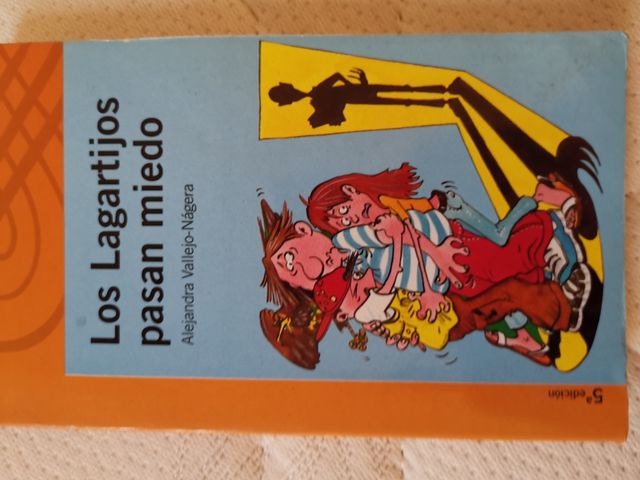 Los Lagartijos
pasan miedo
Alejandra Vallejo-Nágera
5ª edición